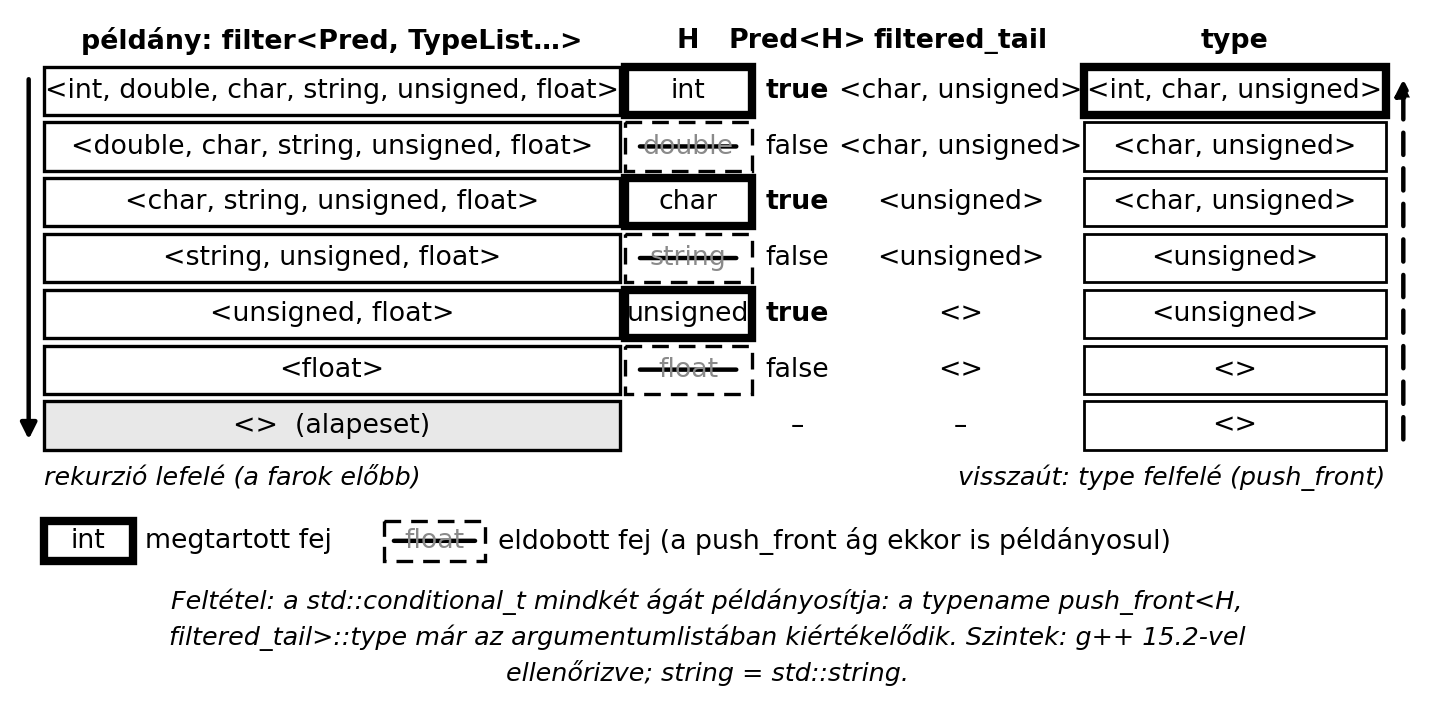 példány: filter<Pred, TypeList…> H Pred<H> filtered_tail type
<int, double, char, string, unsigned, float> int true <char, unsigned> <int, char, unsigned>
<double, char, string, unsigned, float> double false <char, unsigned> <char, unsigned>
<char, string, unsigned, float> char true <unsigned> <char, unsigned>
<string, unsigned, float> string false <unsigned> <unsigned>
<unsigned, float> unsigned true <> <unsigned>
<float> float false <> <>
<> (alapeset) – – <>
rekurzió lefelé (a farok előbb) visszaút: type felfelé (push_front)
int megtartott fej float eldobott fej (a push_front ág ekkor is példányosul)
Feltétel: a std::conditional_t mindkét ágát példányosítja: a typename push_front<H,
filtered_tail>::type már az argumentumlistában kiértékelődik. Szintek: g++ 15.2-vel
ellenőrizve; string = std::string.